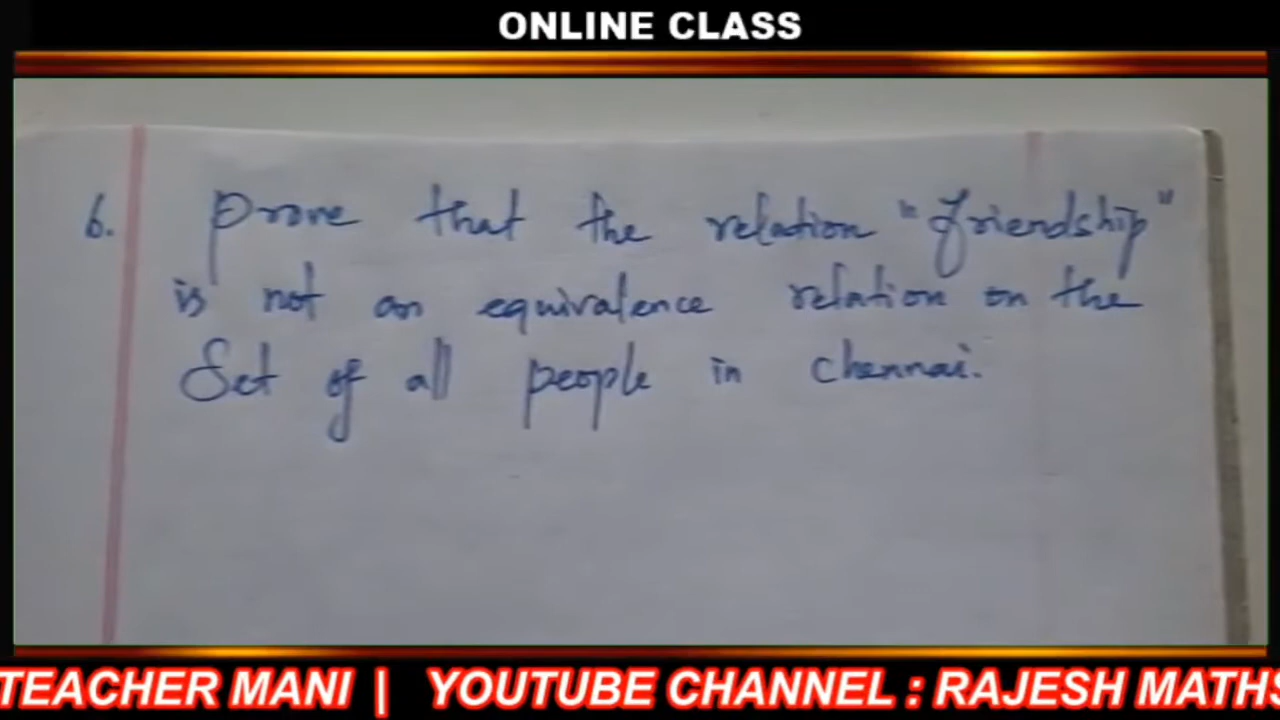 ONLINE CLASS
6. Prove that the relation "friendship"
is not an equivalence relation on the
Set of all people in chennai.
TEACHER MANI | YOUTUBE CHANNEL : RAJESH MATHS